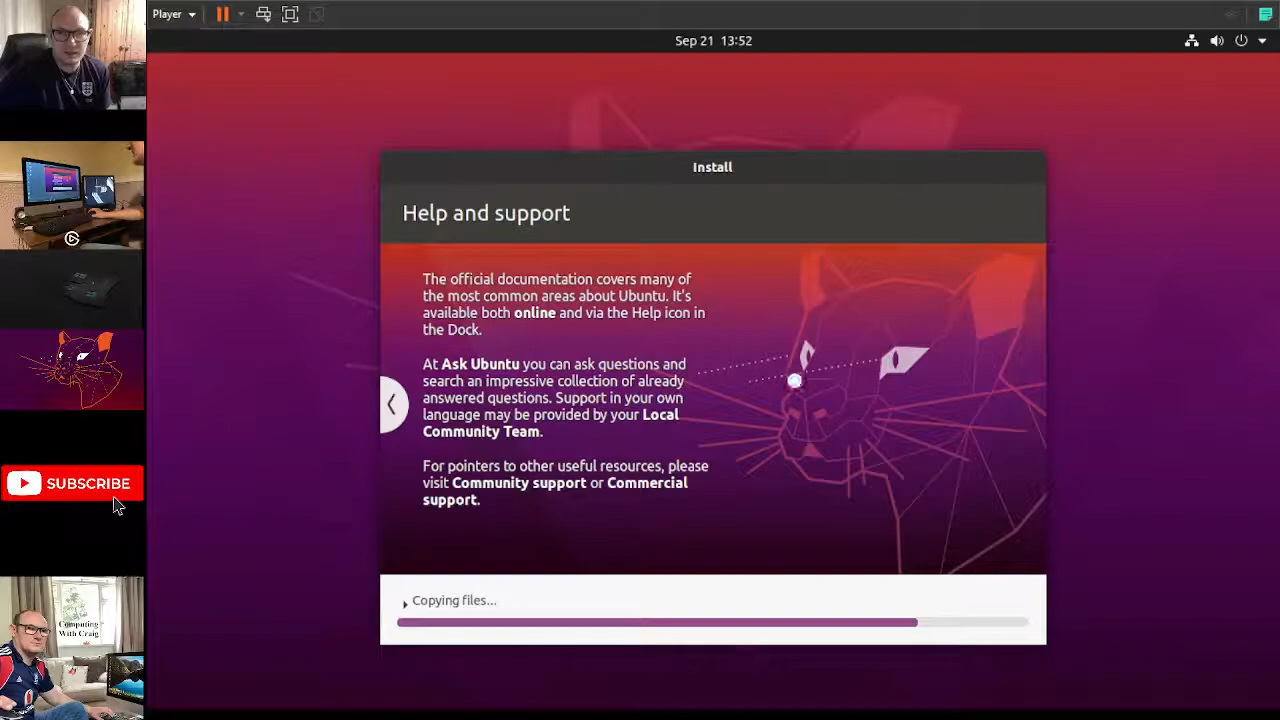 Player
Sep 21 13:52
Install
Help and support
The official documentation covers many of
the most common areas about Ubuntu. It's
available both online and via the Help icon in
the Dock.
At Ask Ubuntu you can ask questions and
search an impressive collection of already
answered questions. Support in your own
language may be provided by your Local
Community Team.
For pointers to other useful resources, please
visit Community support or Commercial
support.
Copying files...
SUBSCRIBE
Computing
With Craig